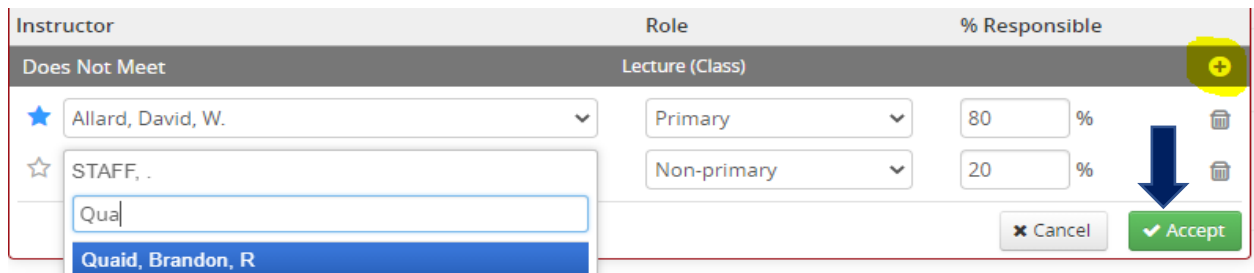 Instructor Role % Responsible
Does Not Meet Lecture (Class)
Allard, David, W. Primary 80 %
STAFF, . Non-primary 20 %
Qua
Cancel Accept
Quaid, Brandon, R